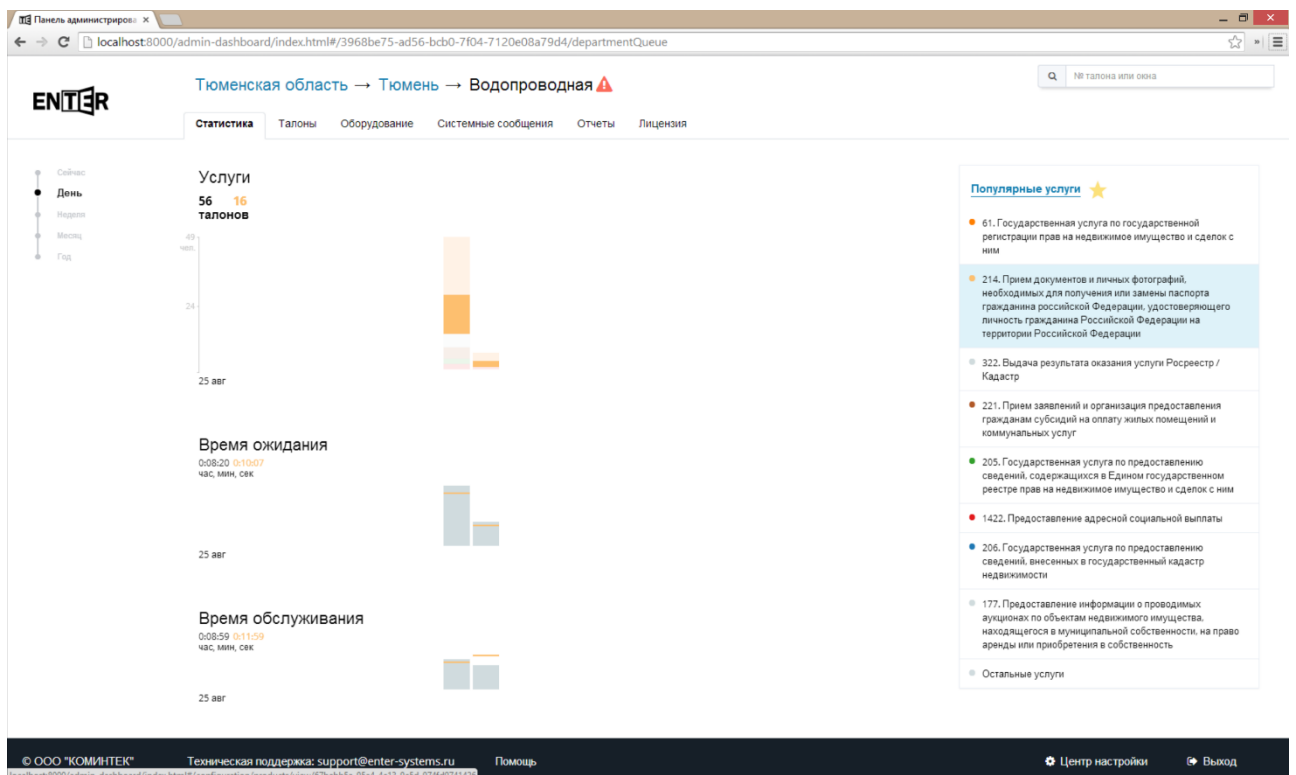 Панель администрирова ×
localhost:8000/admin-dashboard/index.html#/3968be75-ad56-bcb0-7f04-7120e08a79d4/departmentQueue
ENTER
Тюменская область → Тюмень → Водопроводная
№ талона или окна
Статистика Талоны Оборудование Системные сообщения Отчеты Лицензия
Сейчас
День
Неделя
Месяц
Год
Услуги
56 16
талонов
49
чел.
24
25 авг
Время ожидания
0:08:20 0:10:07
час, мин, сек
25 авг
Время обслуживания
0:08:59 0:11:59
час, мин, сек
25 авг
Популярные услуги
61. Государственная услуга по государственной
регистрации прав на недвижимое имущество и сделок с
ним
214. Прием документов и личных фотографий,
необходимых для получения или замены паспорта
гражданина российской Федерации, удостоверяющего
личность гражданина Российской Федерации на
территории Российской Федерации
322. Выдача результата оказания услуги Росреестр /
Кадастр
221. Прием заявлений и организация предоставления
гражданам субсидий на оплату жилых помещений и
коммунальных услуг
205. Государственная услуга по предоставлению
сведений, содержащихся в Едином государственном
реестре прав на недвижимое имущество и сделок с ним
1422. Предоставление адресной социальной выплаты
206. Государственная услуга по предоставлению
сведений, внесенных в государственный кадастр
недвижимости
177. Предоставление информации о проводимых
аукционах по объектам недвижимого имущества,
находящегося в муниципальной собственности, на право
аренды или приобретения в собственность
Остальные услуги
© ООО "КОМИНТЕК" Техническая поддержка: support@enter-systems.ru Помощь Центр настройки Выход